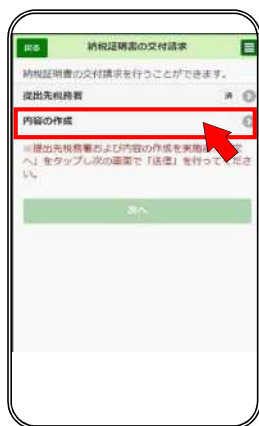 戻る 納税証明書の交付請求
納税証明書の交付請求を行うことができます。
提出先税務署 済
内容の作成
※提出先税務署および内容の作成を実施
へ」をタップし次の画面で「送信」を行ってくださ
い。
次へ